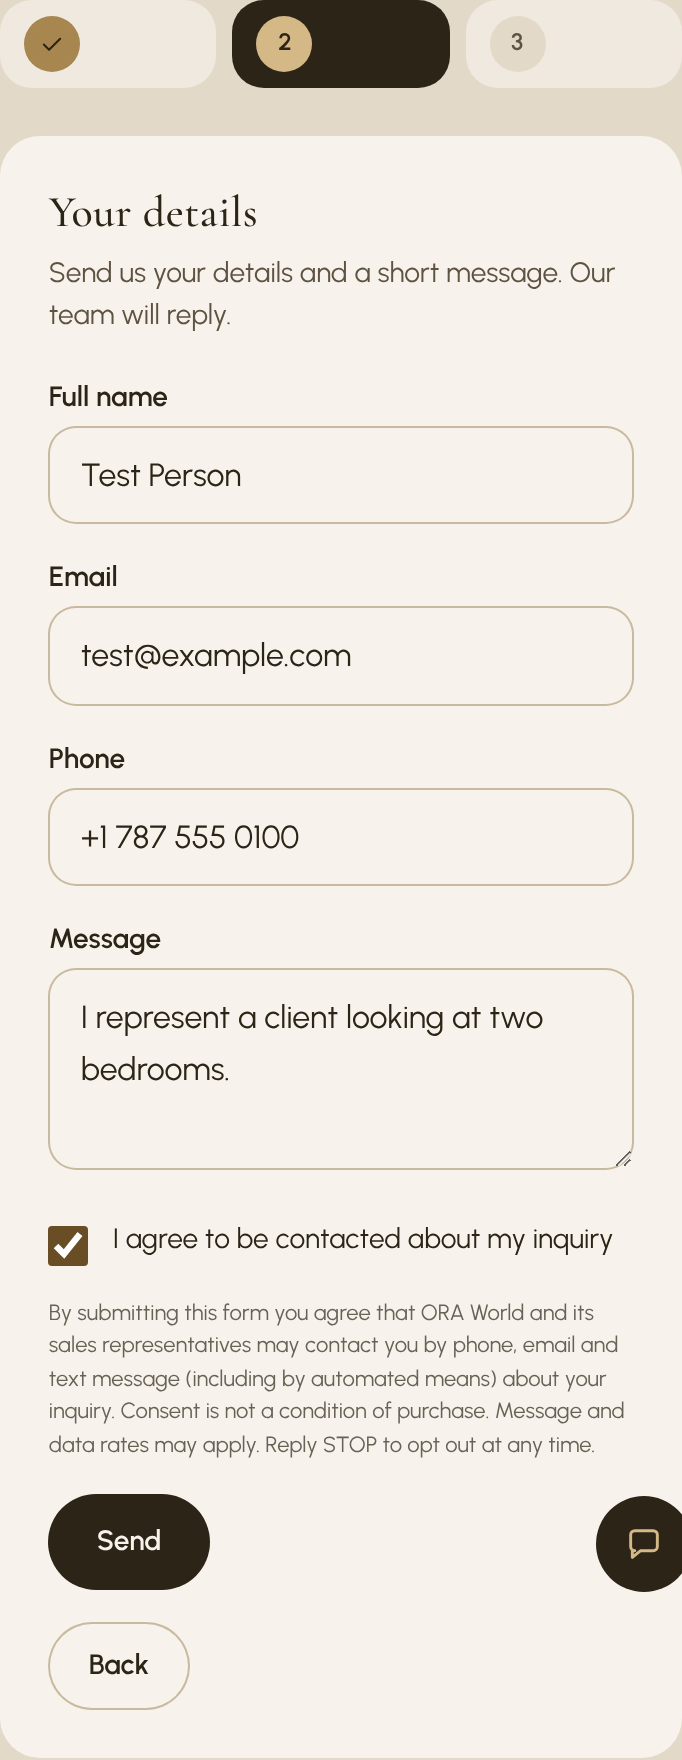 2
3
Your details
Send us your details and a short message. Our
team will reply.
Full name
Test Person
Email
test@example.com
Phone
+1 787 555 0100
Message
I represent a client looking at two
bedrooms.
I agree to be contacted about my inquiry
By submitting this form you agree that ORA World and its
sales representatives may contact you by phone, email and
text message (including by automated means) about your
inquiry. Consent is not a condition of purchase. Message and
data rates may apply. Reply STOP to opt out at any time.
Send
Back